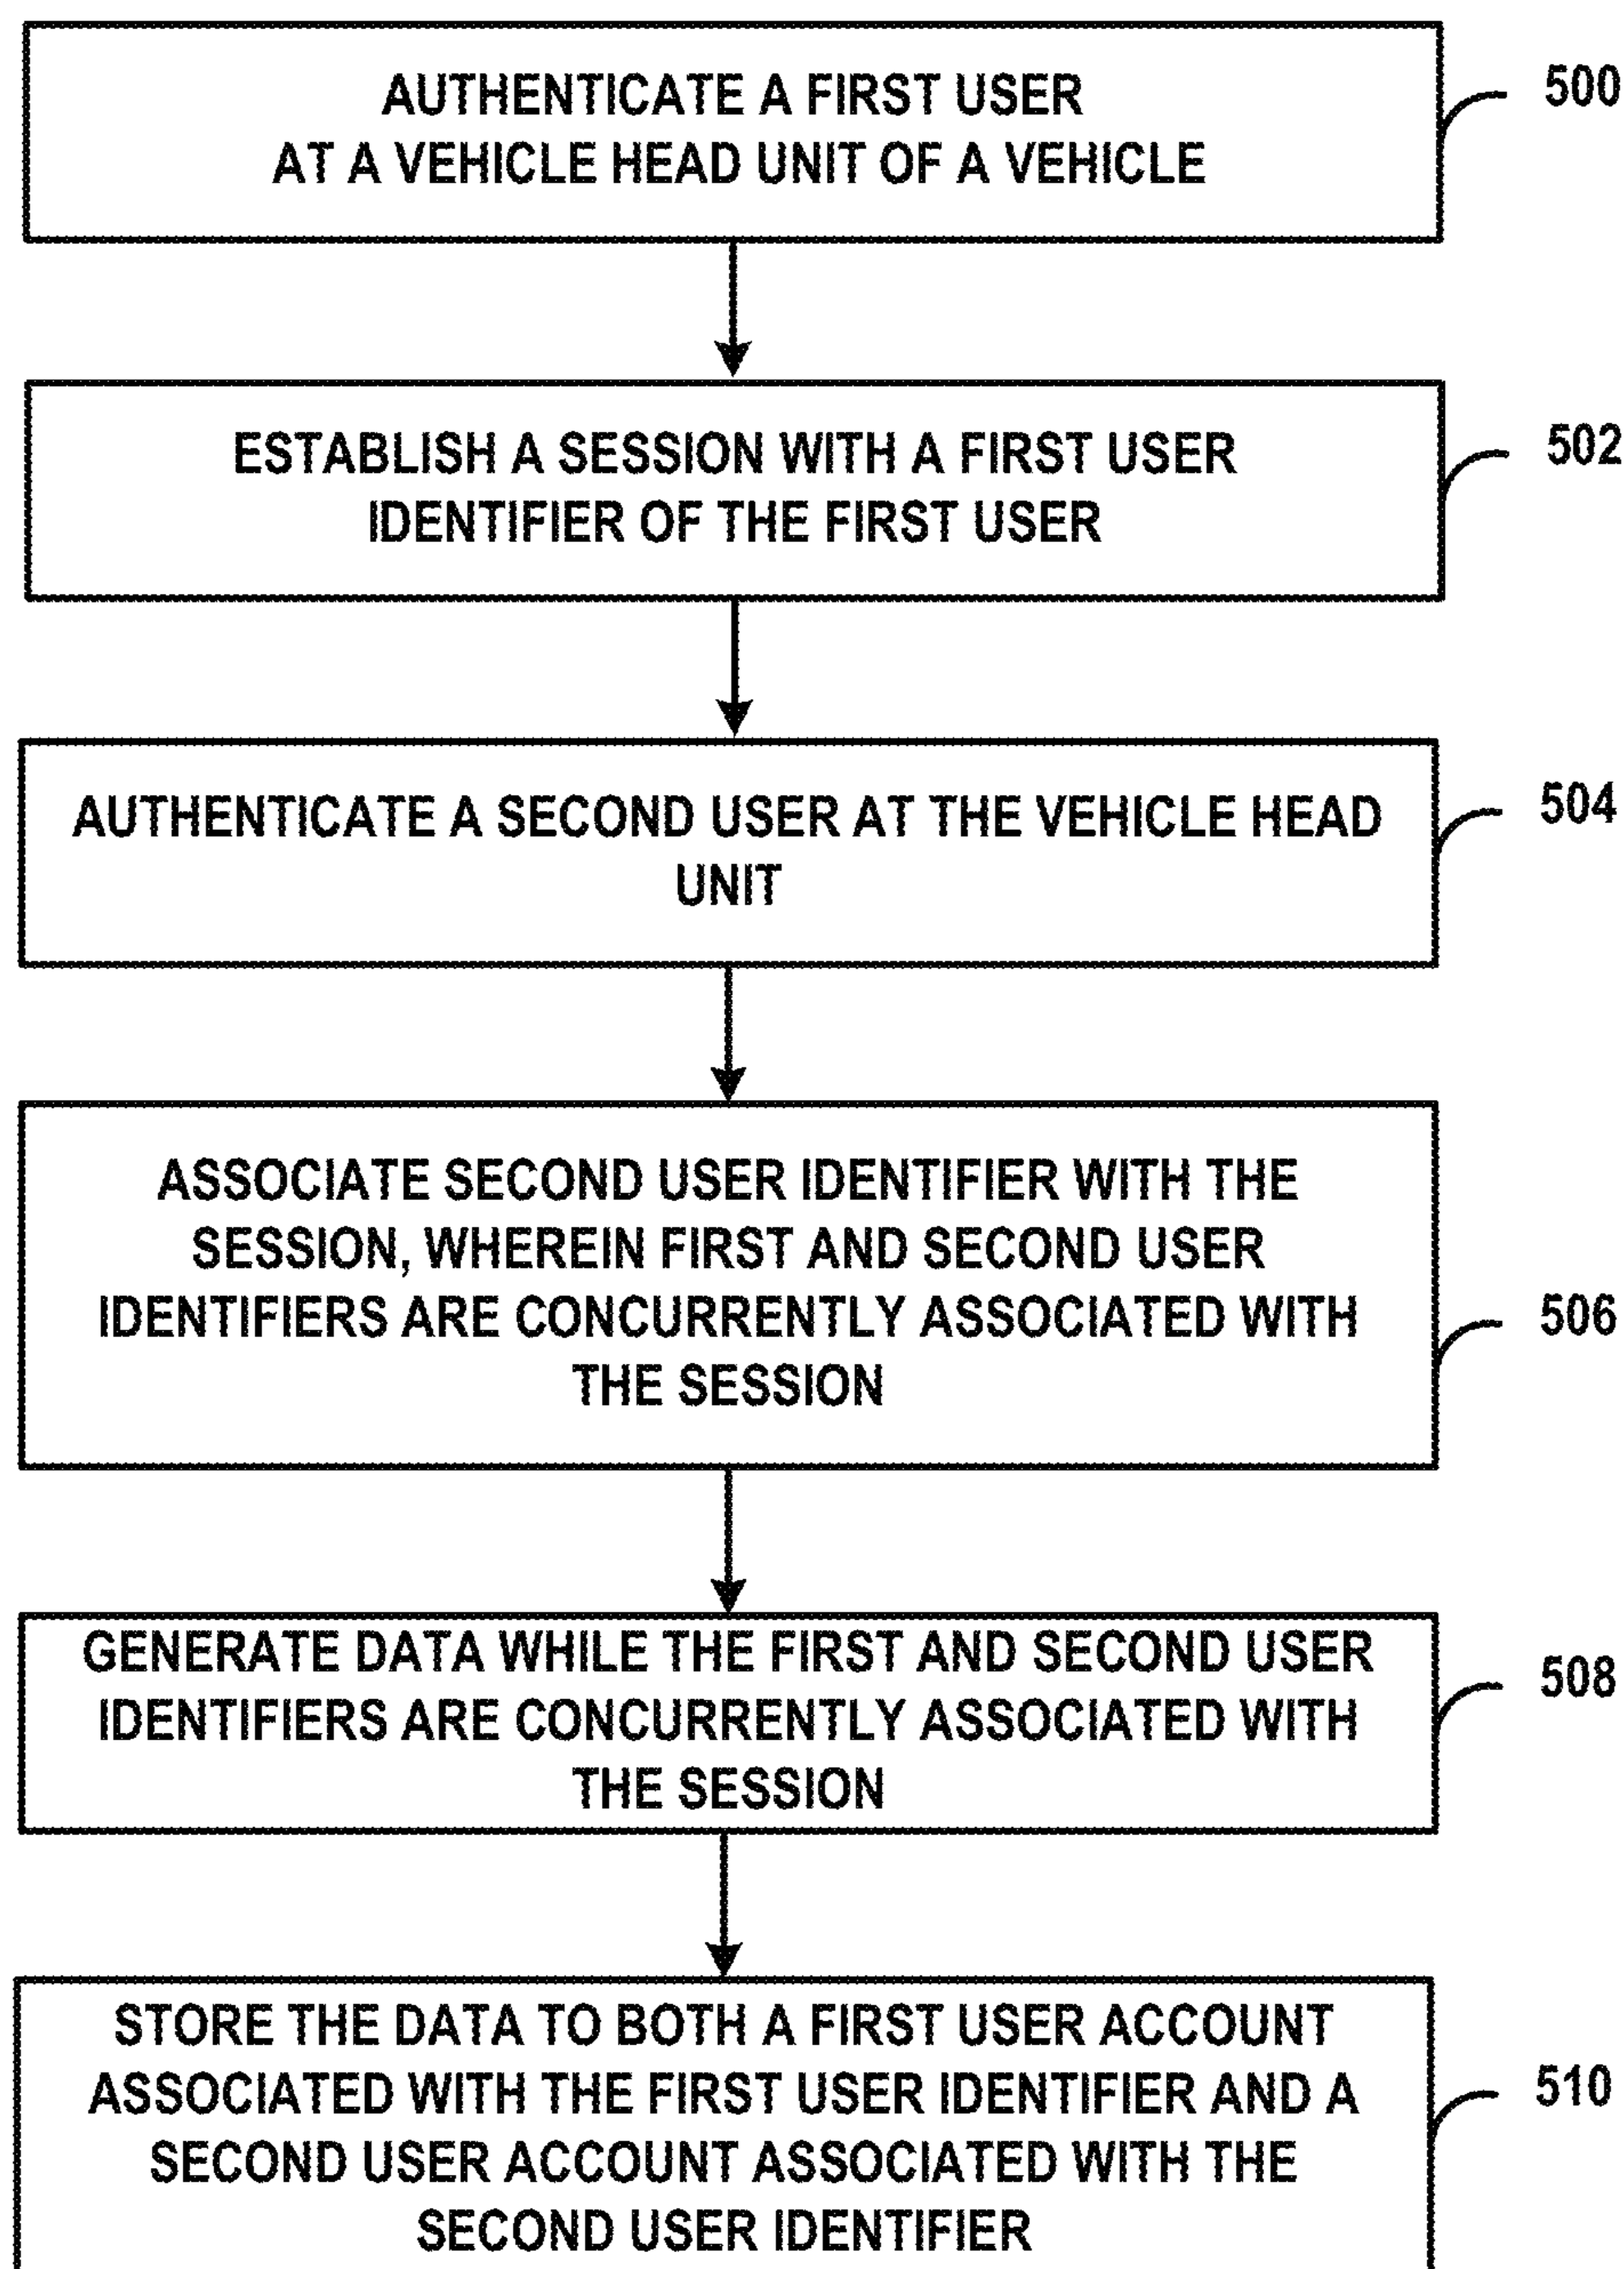 AUTHENTICATE A FIRST USER
AT A VEHICLE HEAD UNIT OF A VEHICLE
500
ESTABLISH A SESSION WITH A FIRST USER
IDENTIFIER OF THE FIRST USER
502
AUTHENTICATE A SECOND USER AT THE VEHICLE HEAD
UNIT
504
ASSOCIATE SECOND USER IDENTIFIER WITH THE
SESSION, WHEREIN FIRST AND SECOND USER
IDENTIFIERS ARE CONCURRENTLY ASSOCIATED WITH
THE SESSION
506
GENERATE DATA WHILE THE FIRST AND SECOND USER
IDENTIFIERS ARE CONCURRENTLY ASSOCIATED WITH
THE SESSION
508
STORE THE DATA TO BOTH A FIRST USER ACCOUNT
ASSOCIATED WITH THE FIRST USER IDENTIFIER AND A
SECOND USER ACCOUNT ASSOCIATED WITH THE
SECOND USER IDENTIFIER
510